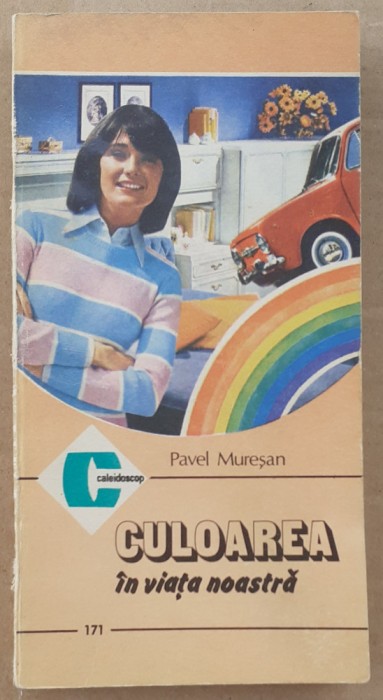 Pavel Mureșan
C
caleidoscop
CULOAREA
în viața noastră
171